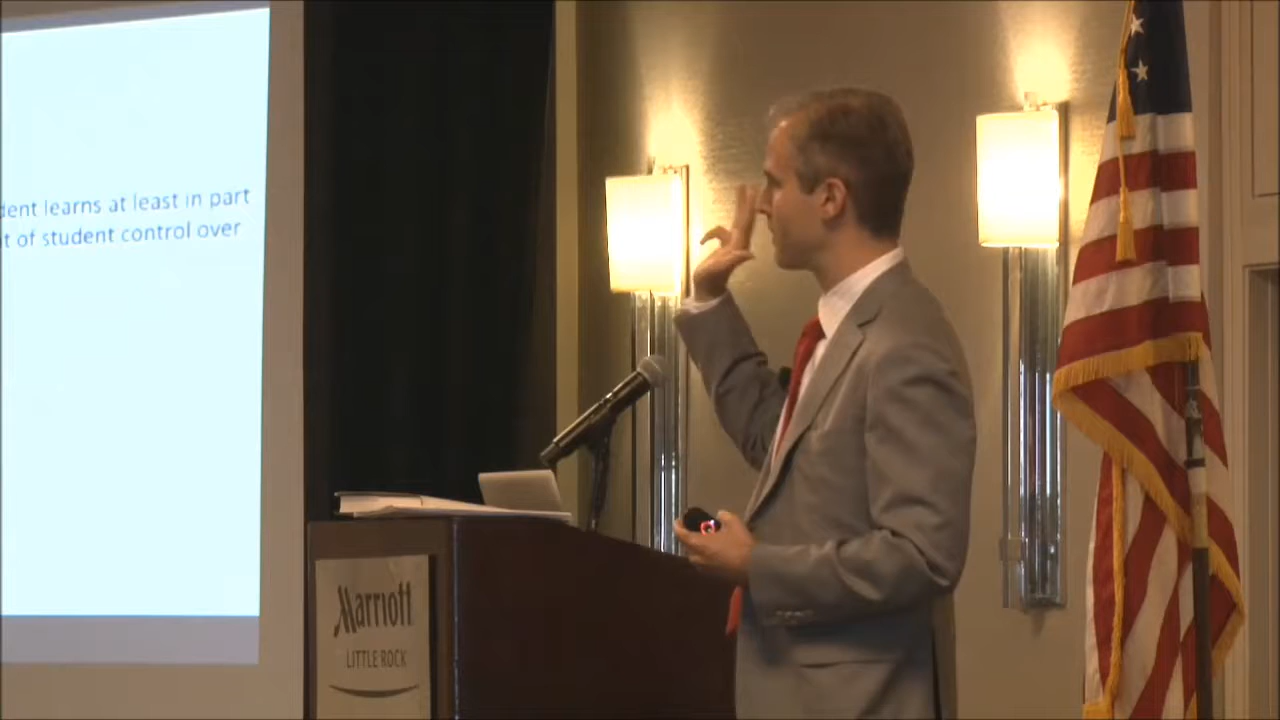 dent learns at least in part
t of student control over
Marriott
LITTLE ROCK